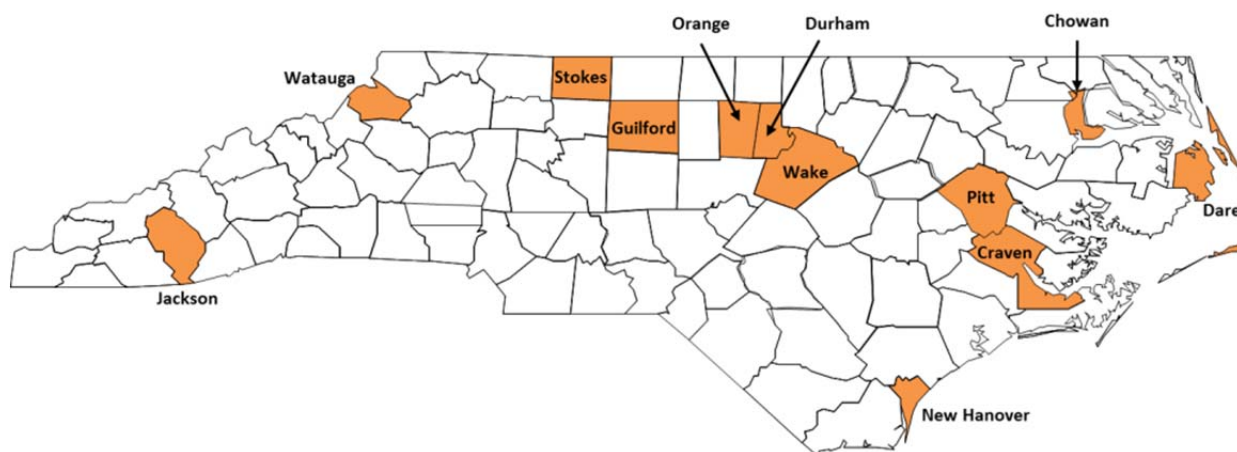 Orange
Durham
Chowan
Watauga
Stokes
Guilford
Wake
Pitt
Dare
Craven
Jackson
New Hanover